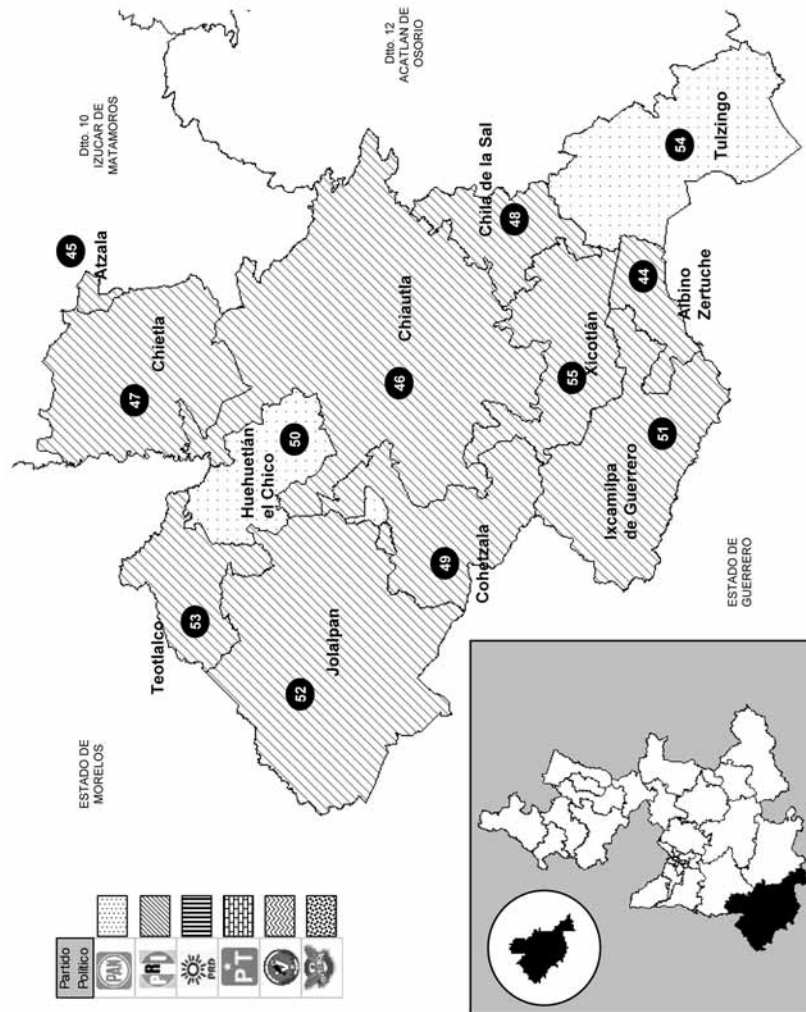 Dtto. 10
IZUCAR DE
MATAMOROS
Dtto. 12
ACATLAN DE
OSORIO
45
Atzala
47
Chietla
Chila de la Sal
48
54
Tulzingo
46
Chiautla
44
Albino
Zertuche
55
Xicotlán
50
Huehuetlán
el Chico
51
Ixcamilpa
de Guerrero
49
Cohetzala
53
Teotlalco
52
Jolalpan
ESTADO DE
MORELOS
ESTADO DE
GUERRERO
Partido
Político
PAN
PRI
PRD
PT